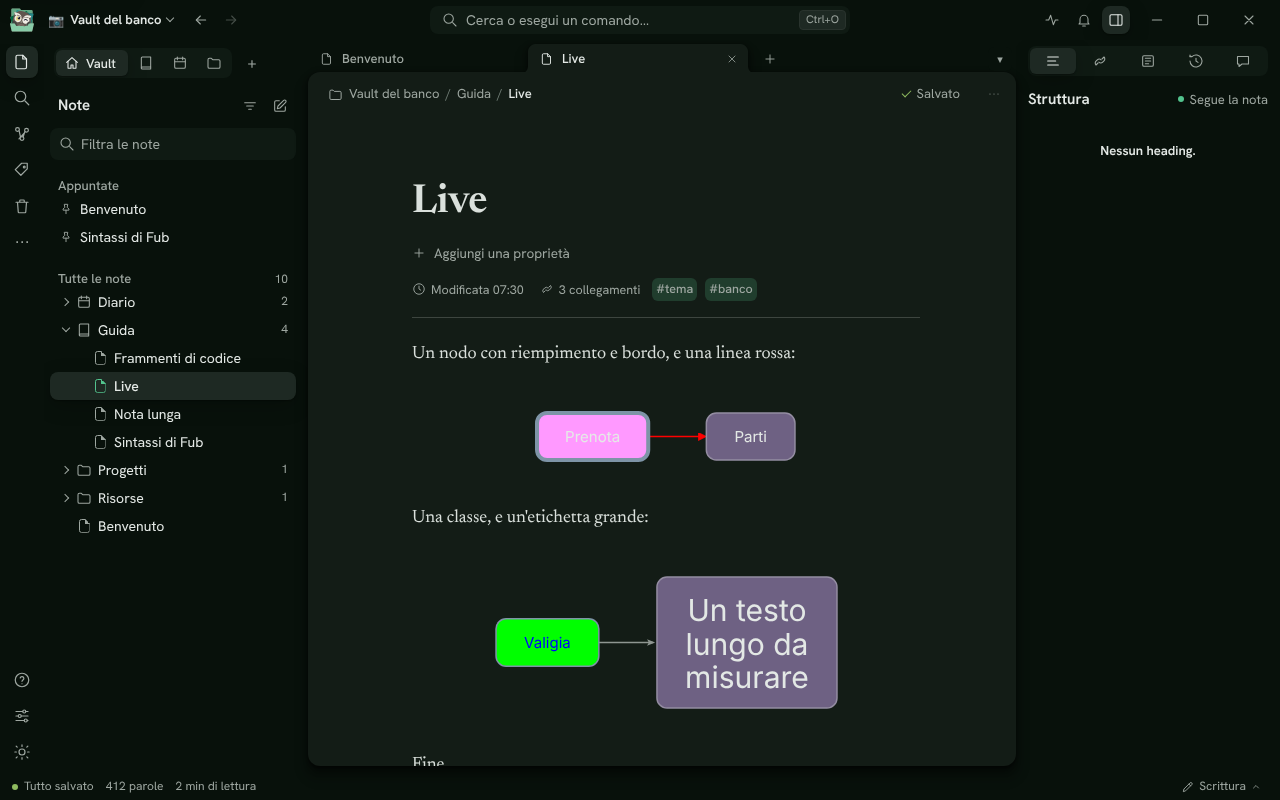 Vault del banco
Cerca o esegui un comando...
Ctrl+O
Vault
Benvenuto
Live
Note
Filtra le note
Appuntate
Benvenuto
Sintassi di Fub
Tutte le note 10
Diario 2
Guida 4
Frammenti di codice
Live
Nota lunga
Sintassi di Fub
Progetti 1
Risorse 1
Benvenuto
Vault del banco / Guida / Live
Salvato
Live
Aggiungi una proprietà
Modificata 07:30
3 collegamenti
#tema
#banco
Un nodo con riempimento e bordo, e una linea rossa:
Prenota
Parti
Una classe, e un'etichetta grande:
Valigia
Un testo
lungo da
misurare
Fine
Struttura
Segue la nota
Nessun heading.
Tutto salvato
412 parole
2 min di lettura
Scrittura